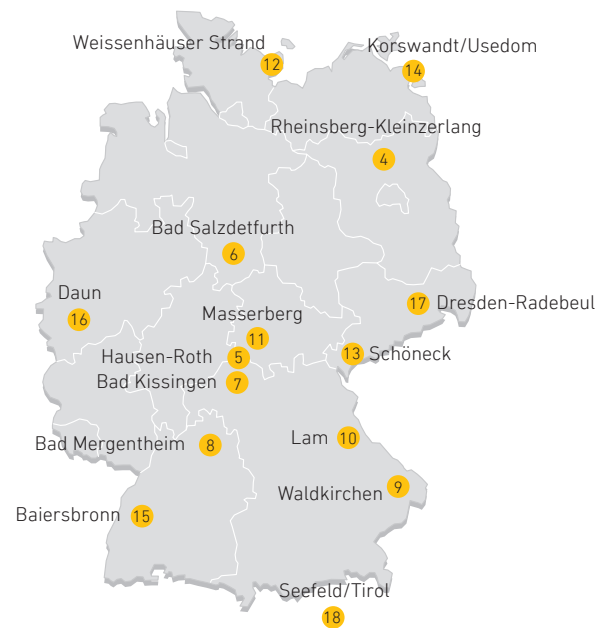 Weissenhäuser Strand
12
Korswandt/Usedom
14
Rheinsberg-Kleinzerlang
4
Bad Salzdetfurth
6
Daun
16
17 Dresden-Radebeul
Masserberg
11
Hausen-Roth 5
13 Schöneck
Bad Kissingen 7
Bad Mergentheim 8
Lam 10
Waldkirchen 9
Baiersbronn 15
Seefeld/Tirol
18